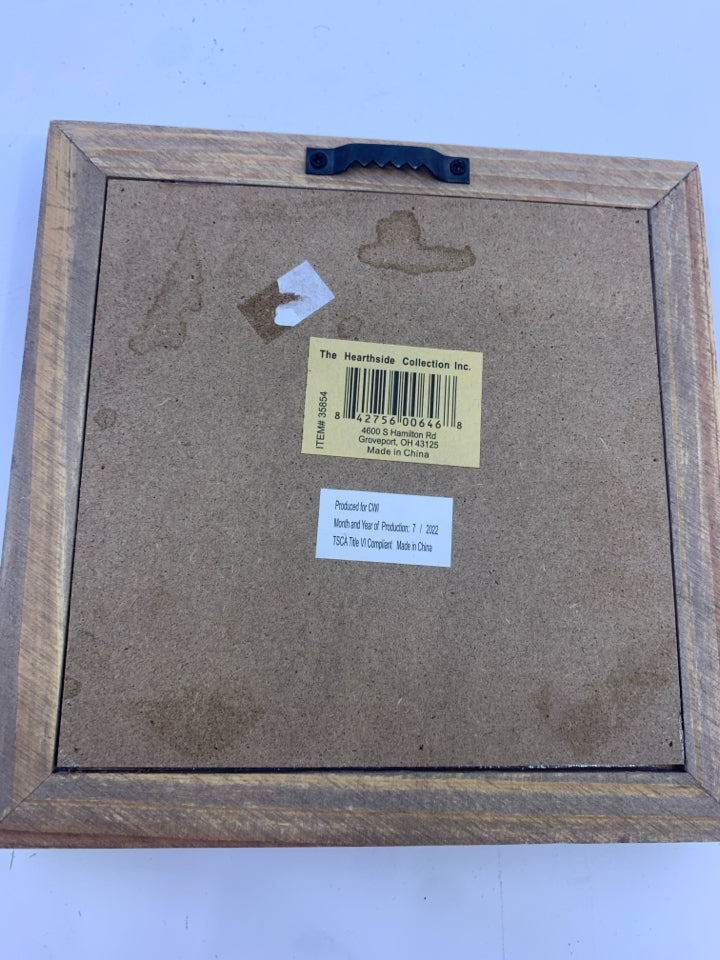 The Hearthside Collection Inc.
ITEM# 35854
8 42756 00646 8
4600 S Hamilton Rd
Groveport, OH 43125
Made in China
Produced for CWI
Month and Year of Production: 7 / 2022
TSCA Title VI Compliant Made in China